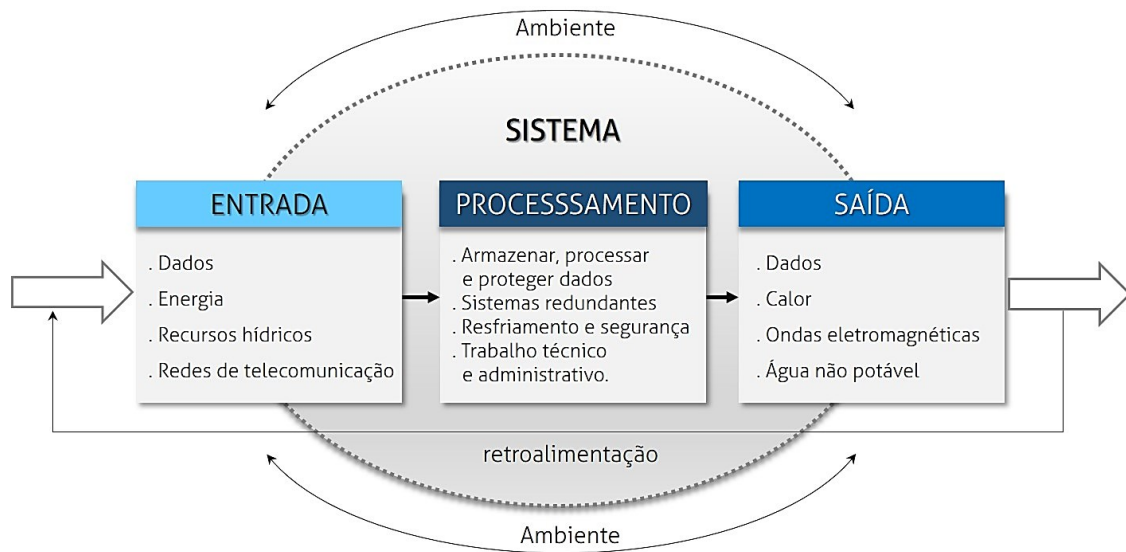 Ambiente
SISTEMA
ENTRADA
. Dados
. Energia
. Recursos hídricos
. Redes de telecomunicação
PROCESSSAMENTO
. Armazenar, processar
e proteger dados
. Sistemas redundantes
. Resfriamento e segurança
. Trabalho técnico
e administrativo.
SAÍDA
. Dados
. Calor
. Ondas eletromagnéticas
. Água não potável
retroalimentação
Ambiente